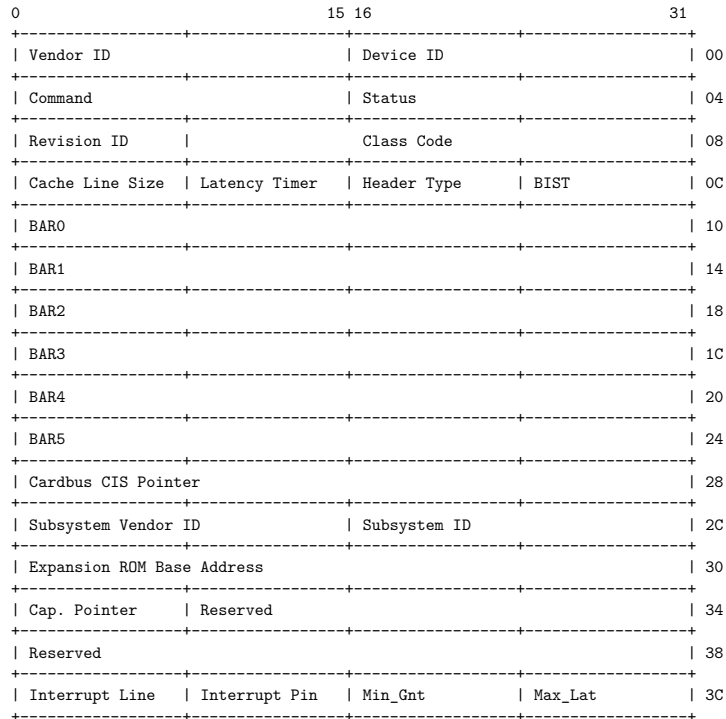 0 15 16 31
+-------------------+-------------------+-------------------+-------------------+
| Vendor ID | Device ID | 00
+-------------------+-------------------+-------------------+-------------------+
| Command | Status | 04
+-------------------+-------------------+-------------------+-------------------+
| Revision ID | Class Code | 08
+-------------------+-------------------+-------------------+-------------------+
| Cache Line Size | Latency Timer | Header Type | BIST | 0C
+-------------------+-------------------+-------------------+-------------------+
| BAR0 | 10
+-------------------+-------------------+-------------------+-------------------+
| BAR1 | 14
+-------------------+-------------------+-------------------+-------------------+
| BAR2 | 18
+-------------------+-------------------+-------------------+-------------------+
| BAR3 | 1C
+-------------------+-------------------+-------------------+-------------------+
| BAR4 | 20
+-------------------+-------------------+-------------------+-------------------+
| BAR5 | 24
+-------------------+-------------------+-------------------+-------------------+
| Cardbus CIS Pointer | 28
+-------------------+-------------------+-------------------+-------------------+
| Subsystem Vendor ID | Subsystem ID | 2C
+-------------------+-------------------+-------------------+-------------------+
| Expansion ROM Base Address | 30
+-------------------+-------------------+-------------------+-------------------+
| Cap. Pointer | Reserved | 34
+-------------------+-------------------+-------------------+-------------------+
| Reserved | 38
+-------------------+-------------------+-------------------+-------------------+
| Interrupt Line | Interrupt Pin | Min_Gnt | Max_Lat | 3C
+-------------------+-------------------+-------------------+-------------------+